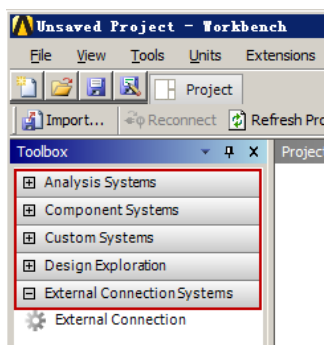 Unsaved Project - Workbench
File View Tools Units Extensions
Project
Import... Reconnect Refresh Pro
Toolbox Project
Analysis Systems
Component Systems
Custom Systems
Design Exploration
External Connection Systems
External Connection